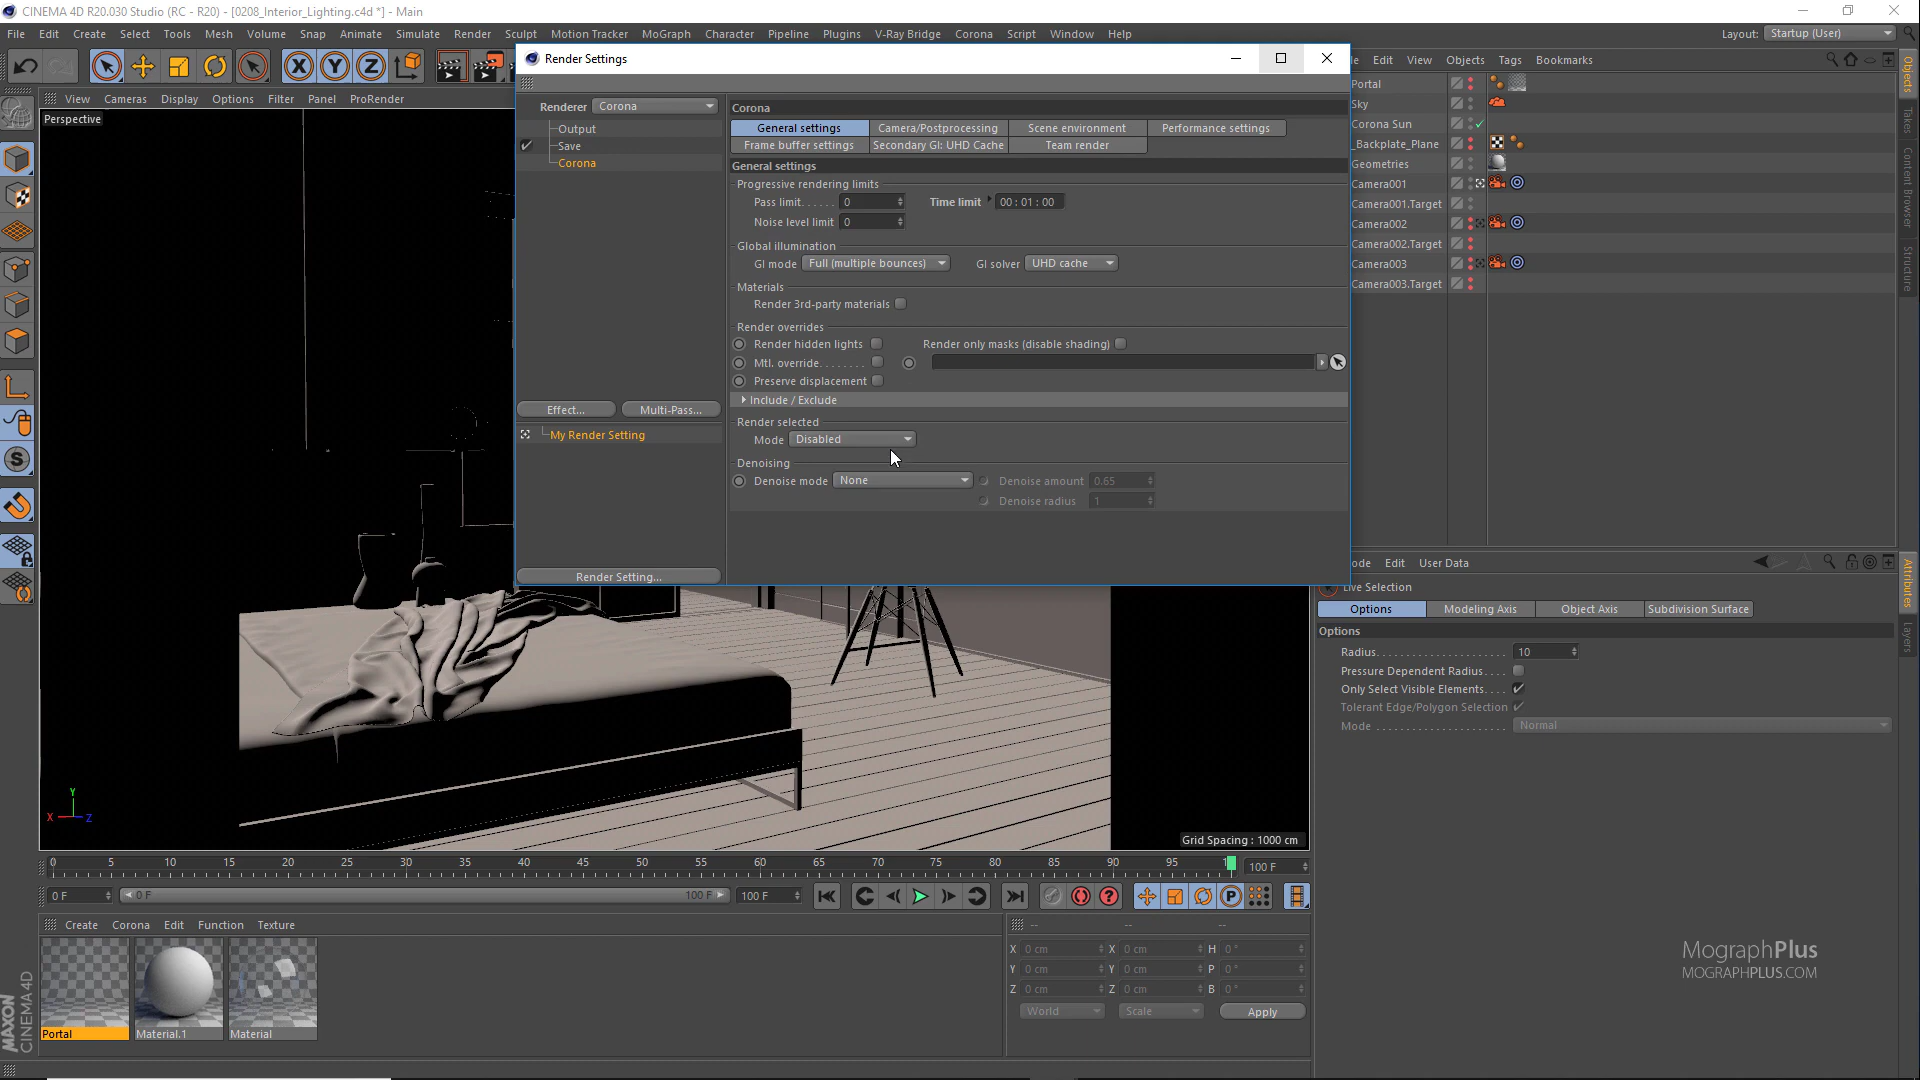 CINEMA 4D R20.030 Studio (RC - R20) - [0208_Interior_Lighting.c4d *] - Main
File Edit Create Select Tools Mesh Volume Snap Animate Simulate Render Sculpt Motion Tracker MoGraph Character Pipeline Plugins V-Ray Bridge Corona Script Window Help
Layout: Startup (User)
Render Settings
View Cameras Display Options Filter Panel ProRender
Perspective
Renderer Corona
Output
Save
Corona
Effect... Multi-Pass...
My Render Setting
Render Setting...
Corona
General settings Camera/Postprocessing Scene environment Performance settings
Frame buffer settings Secondary GI: UHD Cache Team render
General settings
Progressive rendering limits
Pass limit...... 0 Time limit 00 : 01 : 00
Noise level limit 0
Global illumination
GI mode Full (multiple bounces) GI solver UHD cache
Materials
Render 3rd-party materials
Render overrides
Render hidden lights Render only masks (disable shading)
Mtl. override........
Preserve displacement
Include / Exclude
Render selected
Mode Disabled
Denoising
Denoise mode None Denoise amount 0.65
Denoise radius 1
Edit View Objects Tags Bookmarks
Portal
Sky
Corona Sun
_Backplate_Plane
Geometries
Camera001
Camera001.Target
Camera002
Camera002.Target
Camera003
Camera003.Target
Objects
Takes
Content Browser
Structure
ode Edit User Data
Live Selection
Options Modeling Axis Object Axis Subdivision Surface
Options
Radius...................... 10
Pressure Dependent Radius.....
Only Select Visible Elements....
Tolerant Edge/Polygon Selection
Mode ...................... Normal
Attributes
Layers
Y
X Z
Grid Spacing : 1000 cm
0 5 10 15 20 25 30 35 40 45 50 55 60 65 70 75 80 85 90 95 1 100 F
0 F 0 F 100 F 100 F
Create Corona Edit Function Texture
Portal Material.1 Material
-- -- --
X 0 cm X 0 cm H 0 °
Y 0 cm Y 0 cm P 0 °
Z 0 cm Z 0 cm B 0 °
World Scale Apply
MographPlus
MOGRAPHPLUS.COM
MAXON
CINEMA 4D